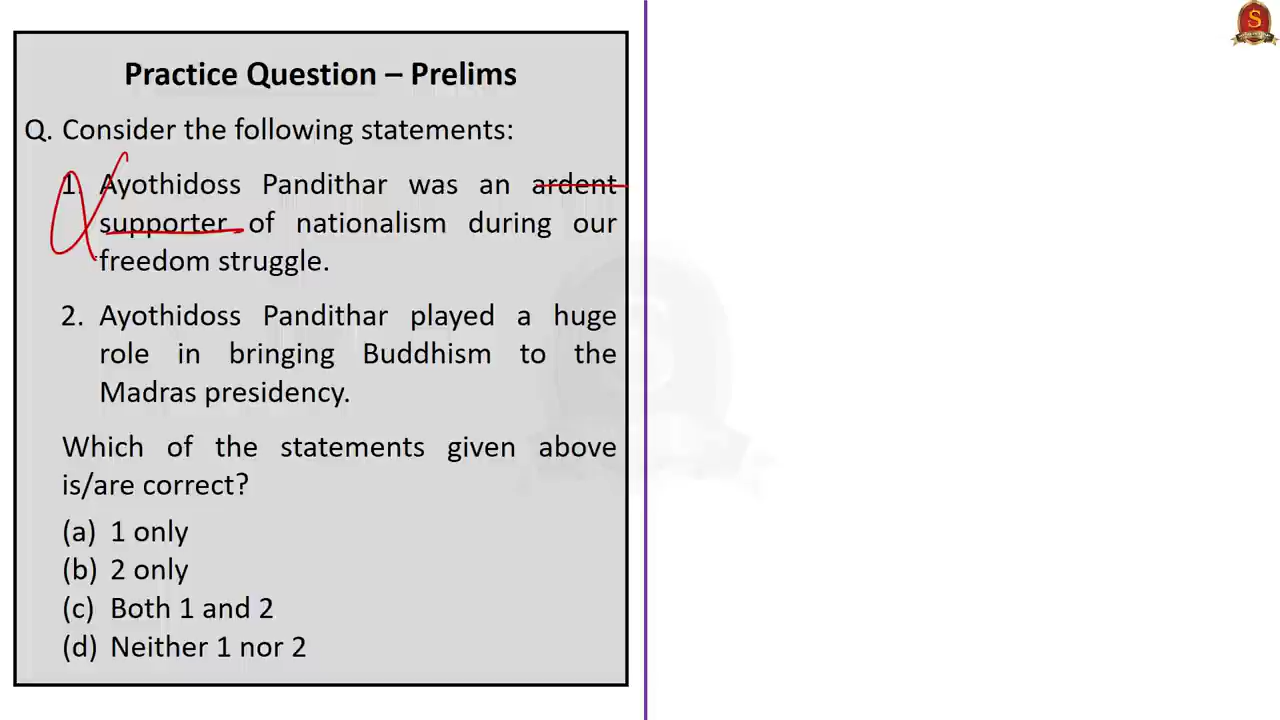 Practice Question – Prelims
Q. Consider the following statements:
1. Ayothidoss Pandithar was an ardent
supporter of nationalism during our
freedom struggle.
2. Ayothidoss Pandithar played a huge
role in bringing Buddhism to the
Madras presidency.
Which of the statements given above
is/are correct?
(a) 1 only
(b) 2 only
(c) Both 1 and 2
(d) Neither 1 nor 2
S